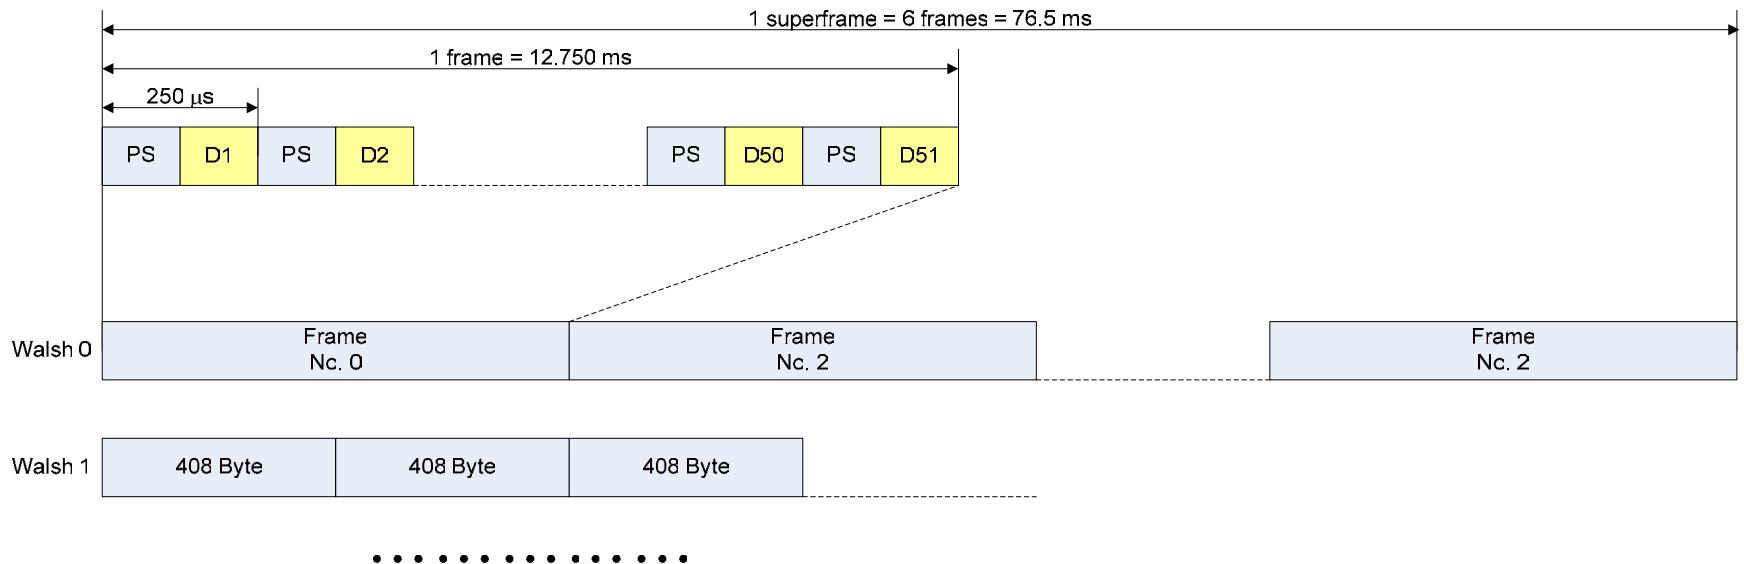 1 superframe = 6 frames = 76.5 ms
1 frame = 12.750 ms
250 μs
PS D1 PS D2 PS D50 PS D51
Walsh 0
Frame
Nc. 0
Frame
Nc. 2
Frame
Nc. 2
Walsh 1
408 Byte 408 Byte 408 Byte